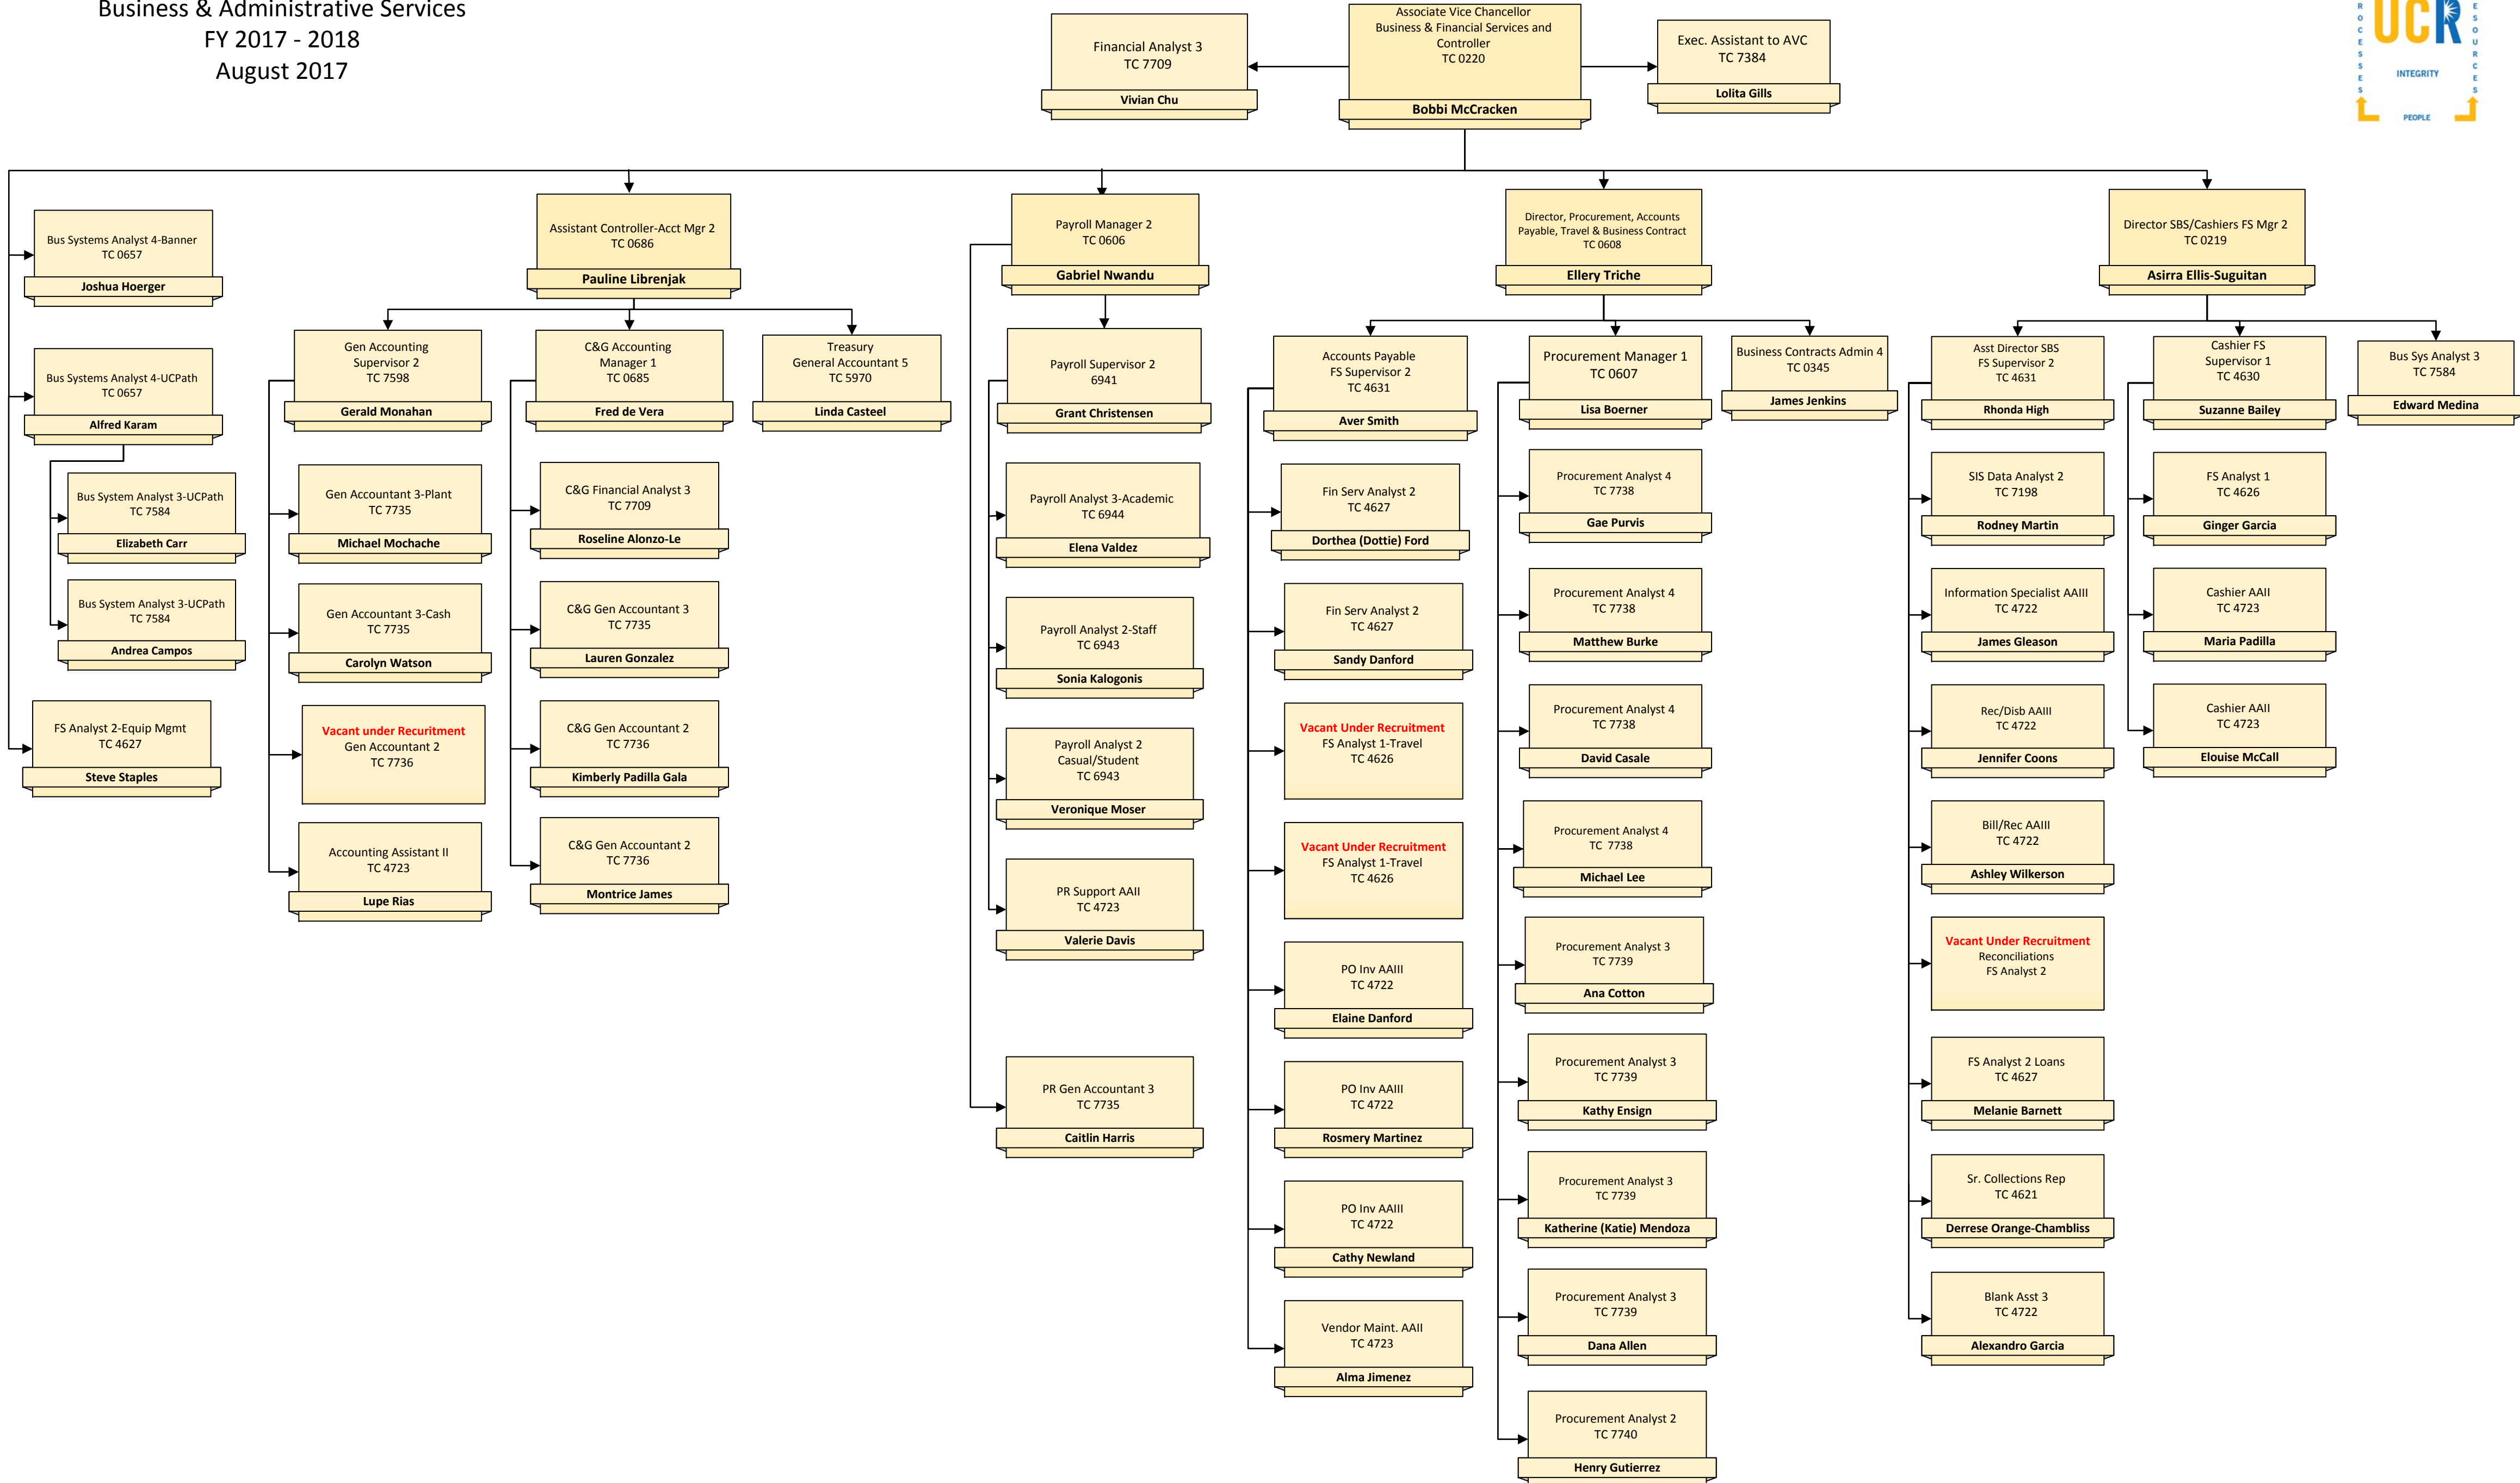 Business & Administrative Services
FY 2017 - 2018
August 2017
Financial Analyst 3
TC 7709
Vivian Chu
Associate Vice Chancellor
Business & Financial Services and
Controller
TC 0220
Bobbi McCracken
Exec. Assistant to AVC
TC 7384
Lolita Gills
UCR
ROCESSES
ESOURCES
INTEGRITY
PEOPLE
Bus Systems Analyst 4-Banner
TC 0657
Joshua Hoerger
Bus Systems Analyst 4-UCPath
TC 0657
Alfred Karam
Bus System Analyst 3-UCPath
TC 7584
Elizabeth Carr
Bus System Analyst 3-UCPath
TC 7584
Andrea Campos
FS Analyst 2-Equip Mgmt
TC 4627
Steve Staples
Assistant Controller-Acct Mgr 2
TC 0686
Pauline Librenjak
Gen Accounting
Supervisor 2
TC 7598
Gerald Monahan
Gen Accountant 3-Plant
TC 7735
Michael Mochache
Gen Accountant 3-Cash
TC 7735
Carolyn Watson
Vacant under Recuritment
Gen Accountant 2
TC 7736
Accounting Assistant II
TC 4723
Lupe Rias
C&G Accounting
Manager 1
TC 0685
Fred de Vera
C&G Financial Analyst 3
TC 7709
Roseline Alonzo-Le
C&G Gen Accountant 3
TC 7735
Lauren Gonzalez
C&G Gen Accountant 2
TC 7736
Kimberly Padilla Gala
C&G Gen Accountant 2
TC 7736
Montrice James
Treasury
General Accountant 5
TC 5970
Linda Casteel
Payroll Manager 2
TC 0606
Gabriel Nwandu
Payroll Supervisor 2
6941
Grant Christensen
Payroll Analyst 3-Academic
TC 6944
Elena Valdez
Payroll Analyst 2-Staff
TC 6943
Sonia Kalogonis
Payroll Analyst 2
Casual/Student
TC 6943
Veronique Moser
PR Support AAII
TC 4723
Valerie Davis
PR Gen Accountant 3
TC 7735
Caitlin Harris
Director, Procurement, Accounts
Payable, Travel & Business Contract
TC 0608
Ellery Triche
Accounts Payable
FS Supervisor 2
TC 4631
Aver Smith
Fin Serv Analyst 2
TC 4627
Dorthea (Dottie) Ford
Fin Serv Analyst 2
TC 4627
Sandy Danford
Vacant Under Recruitment
FS Analyst 1-Travel
TC 4626
Vacant Under Recruitment
FS Analyst 1-Travel
TC 4626
PO Inv AAIII
TC 4722
Elaine Danford
PO Inv AAIII
TC 4722
Rosmery Martinez
PO Inv AAIII
TC 4722
Cathy Newland
Vendor Maint. AAII
TC 4723
Alma Jimenez
Procurement Manager 1
TC 0607
Lisa Boerner
Procurement Analyst 4
TC 7738
Gae Purvis
Procurement Analyst 4
TC 7738
Matthew Burke
Procurement Analyst 4
TC 7738
David Casale
Procurement Analyst 4
TC 7738
Michael Lee
Procurement Analyst 3
TC 7739
Ana Cotton
Procurement Analyst 3
TC 7739
Kathy Ensign
Procurement Analyst 3
TC 7739
Katherine (Katie) Mendoza
Procurement Analyst 3
TC 7739
Dana Allen
Procurement Analyst 2
TC 7740
Henry Gutierrez
Business Contracts Admin 4
TC 0345
James Jenkins
Director SBS/Cashiers FS Mgr 2
TC 0219
Asirra Ellis-Suguitan
Asst Director SBS
FS Supervisor 2
TC 4631
Rhonda High
SIS Data Analyst 2
TC 7198
Rodney Martin
Information Specialist AAIII
TC 4722
James Gleason
Rec/Disb AAIII
TC 4722
Jennifer Coons
Bill/Rec AAIII
TC 4722
Ashley Wilkerson
Vacant Under Recruitment
Reconciliations
FS Analyst 2
FS Analyst 2 Loans
TC 4627
Melanie Barnett
Sr. Collections Rep
TC 4621
Derrese Orange-Chambliss
Blank Asst 3
TC 4722
Alexandro Garcia
Cashier FS
Supervisor 1
TC 4630
Suzanne Bailey
FS Analyst 1
TC 4626
Ginger Garcia
Cashier AAII
TC 4723
Maria Padilla
Cashier AAII
TC 4723
Elouise McCall
Bus Sys Analyst 3
TC 7584
Edward Medina